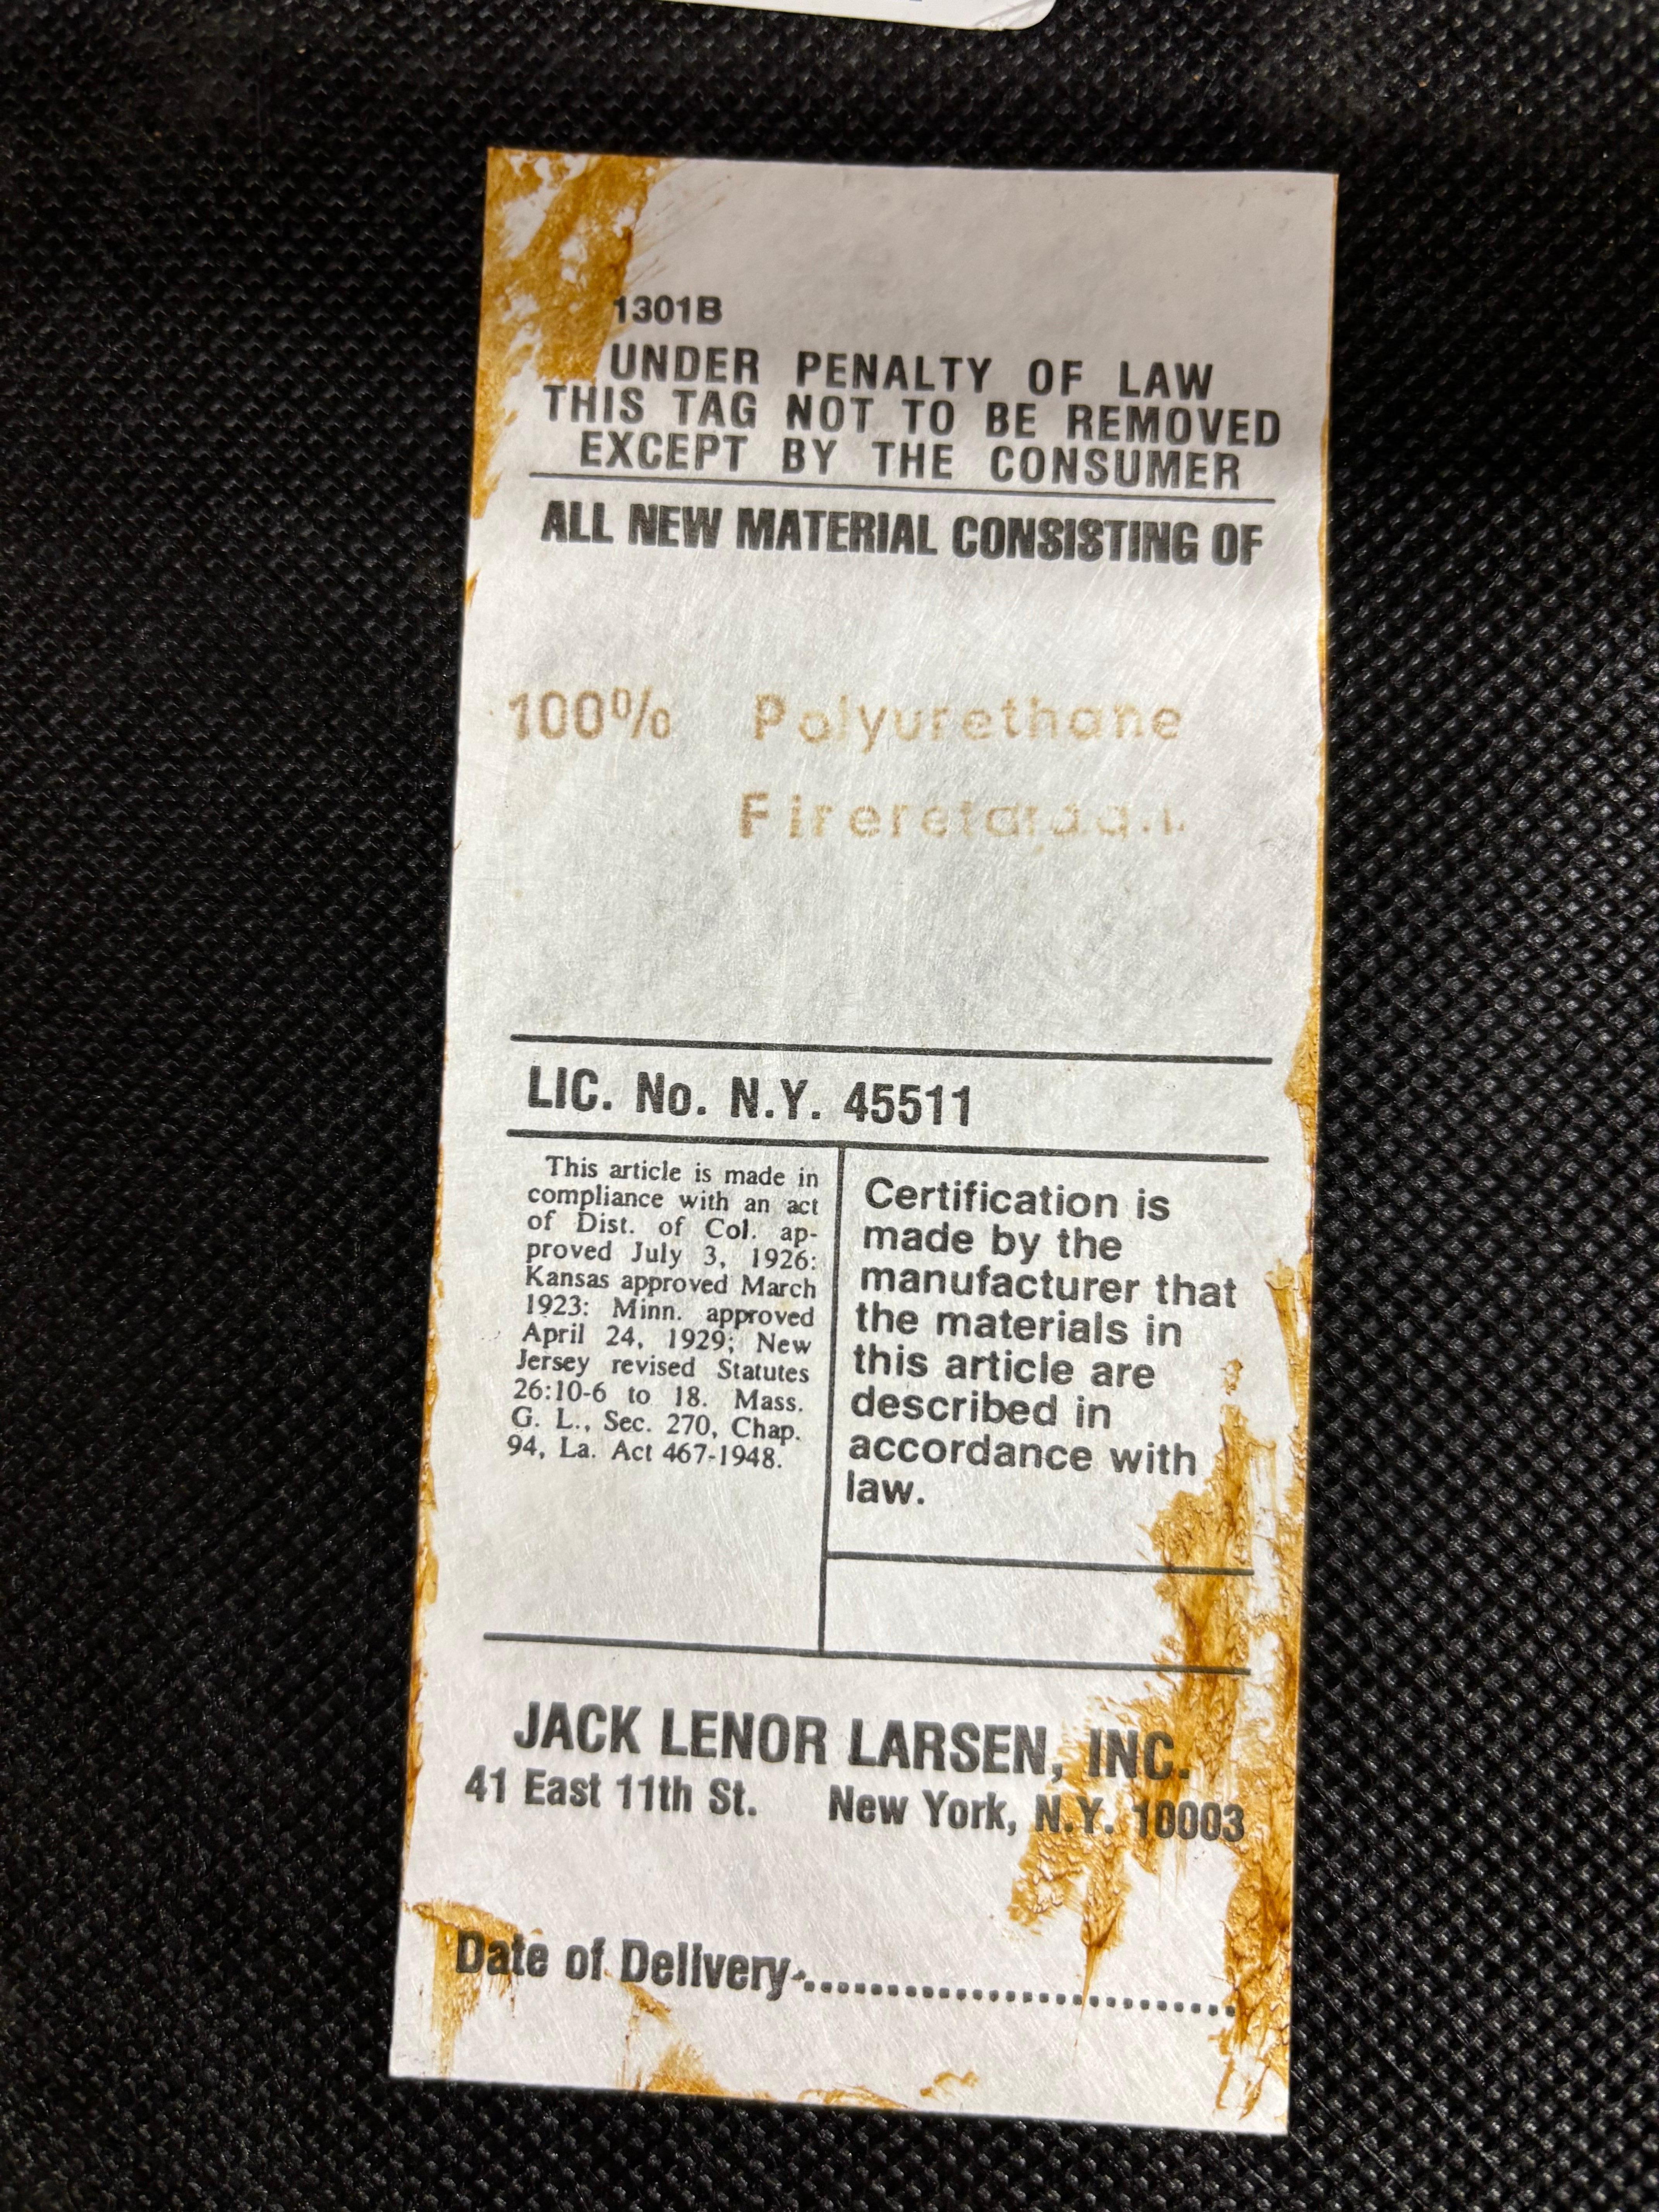 1301B
UNDER PENALTY OF LAW
THIS TAG NOT TO BE REMOVED
EXCEPT BY THE CONSUMER
ALL NEW MATERIAL CONSISTING OF
100% Polyurethane
LIC. No. N.Y. 45511
This article is made in
compliance with an act
of Dist. of Col. ap-
proved July 3, 1926:
Kansas approved March
1923: Minn. approved
April 24, 1929; New
Jersey revised Statutes
26:10-6 to 18. Mass.
G. L., Sec. 270, Chap.
94, La. Act 467-1948.
Certification is
made by the
manufacturer that
the materials in
this article are
described in
accordance with
law.
JACK LENOR LARSEN, INC.
41 East 11th St. New York, N.Y. 10003
Date of Delivery..........................